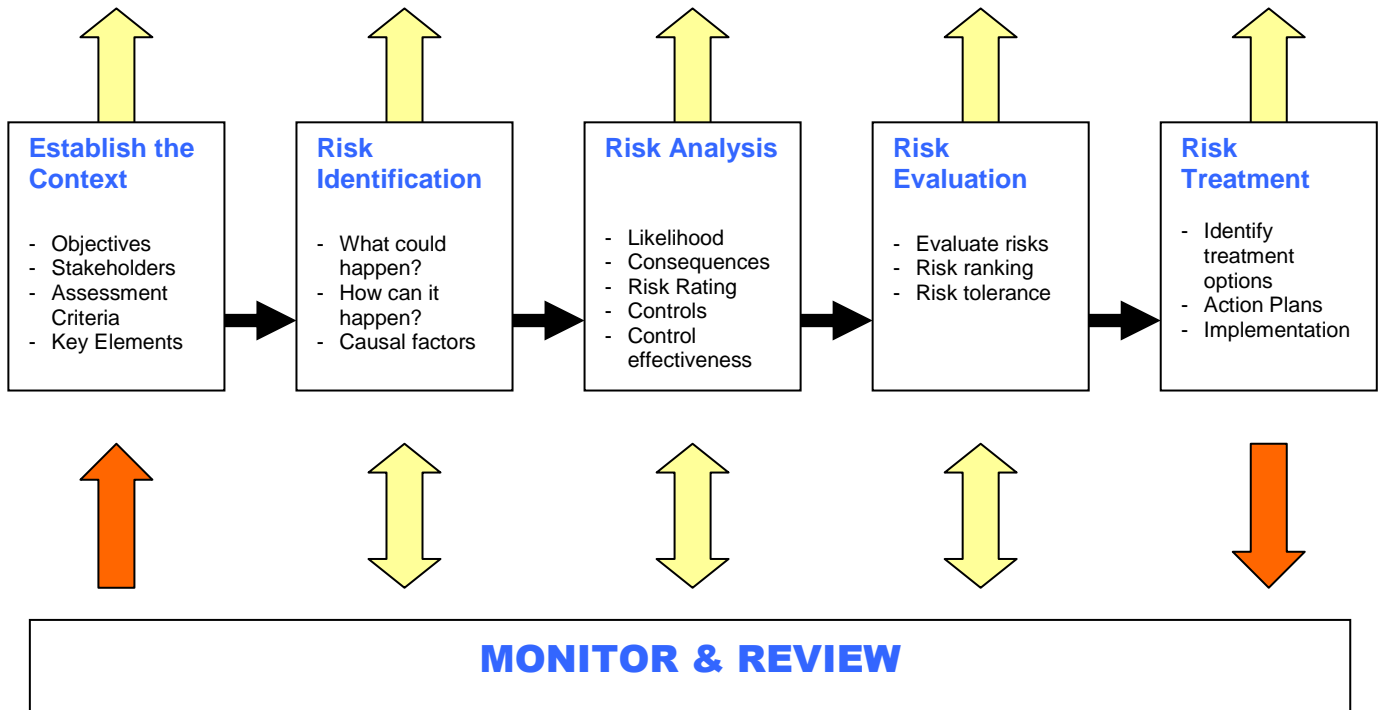 Establish the
Context
- Objectives
- Stakeholders
- Assessment
Criteria
- Key Elements
Risk
Identification
- What could
happen?
- How can it
happen?
- Causal factors
Risk Analysis
- Likelihood
- Consequences
- Risk Rating
- Controls
- Control
effectiveness
Risk
Evaluation
- Evaluate risks
- Risk ranking
- Risk tolerance
Risk
Treatment
- Identify
treatment
options
- Action Plans
- Implementation
MONITOR & REVIEW